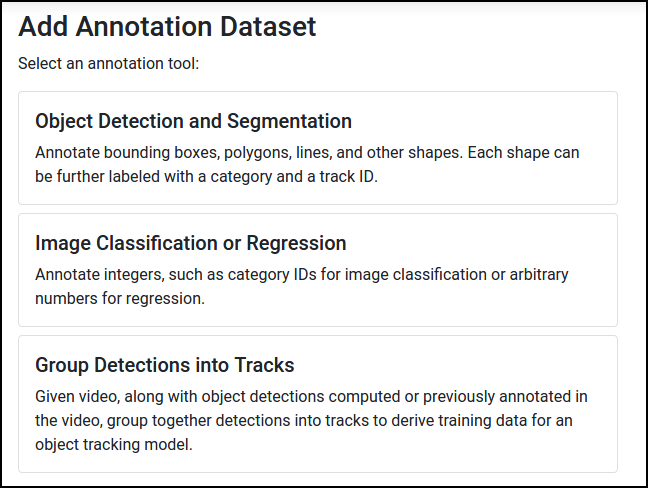 Add Annotation Dataset
Select an annotation tool:
Object Detection and Segmentation
Annotate bounding boxes, polygons, lines, and other shapes. Each shape can
be further labeled with a category and a track ID.
Image Classification or Regression
Annotate integers, such as category IDs for image classification or arbitrary
numbers for regression.
Group Detections into Tracks
Given video, along with object detections computed or previously annotated in
the video, group together detections into tracks to derive training data for an
object tracking model.